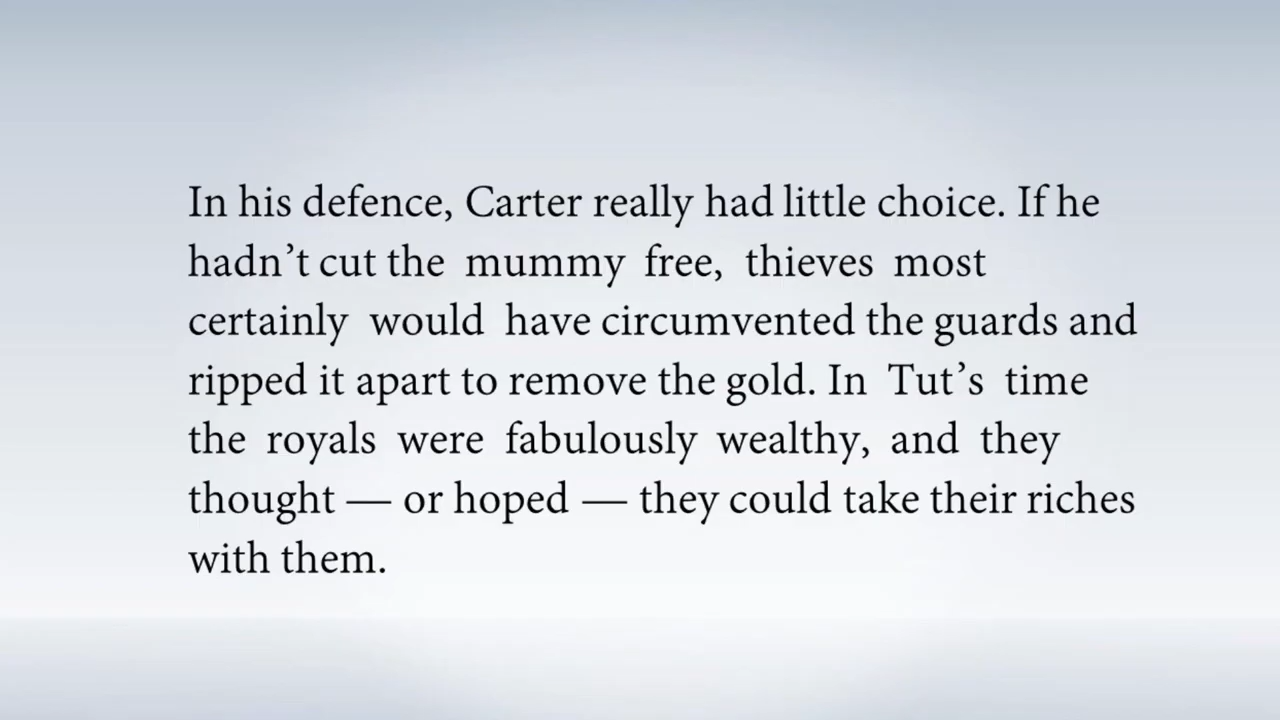 In his defence, Carter really had little choice. If he
hadn’t cut the mummy free, thieves most
certainly would have circumvented the guards and
ripped it apart to remove the gold. In Tut’s time
the royals were fabulously wealthy, and they
thought — or hoped — they could take their riches
with them.